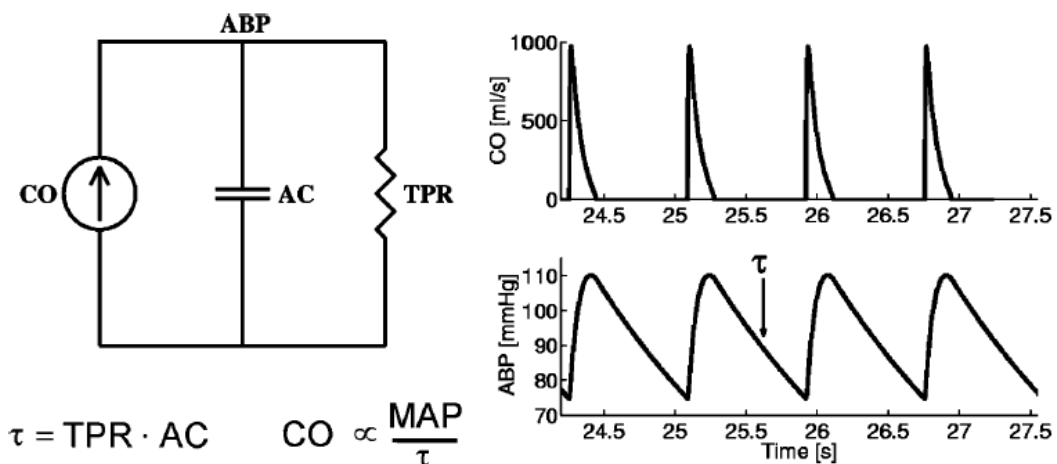 ABP
CO
AC
TPR
τ = TPR · AC
CO ∝ MAP / τ
CO [ml/s]
1000
500
0
24.5 25 25.5 26 26.5 27 27.5
ABP [mmHg]
110
100
90
80
70
τ
24.5 25 25.5 26 26.5 27 27.5
Time [s]